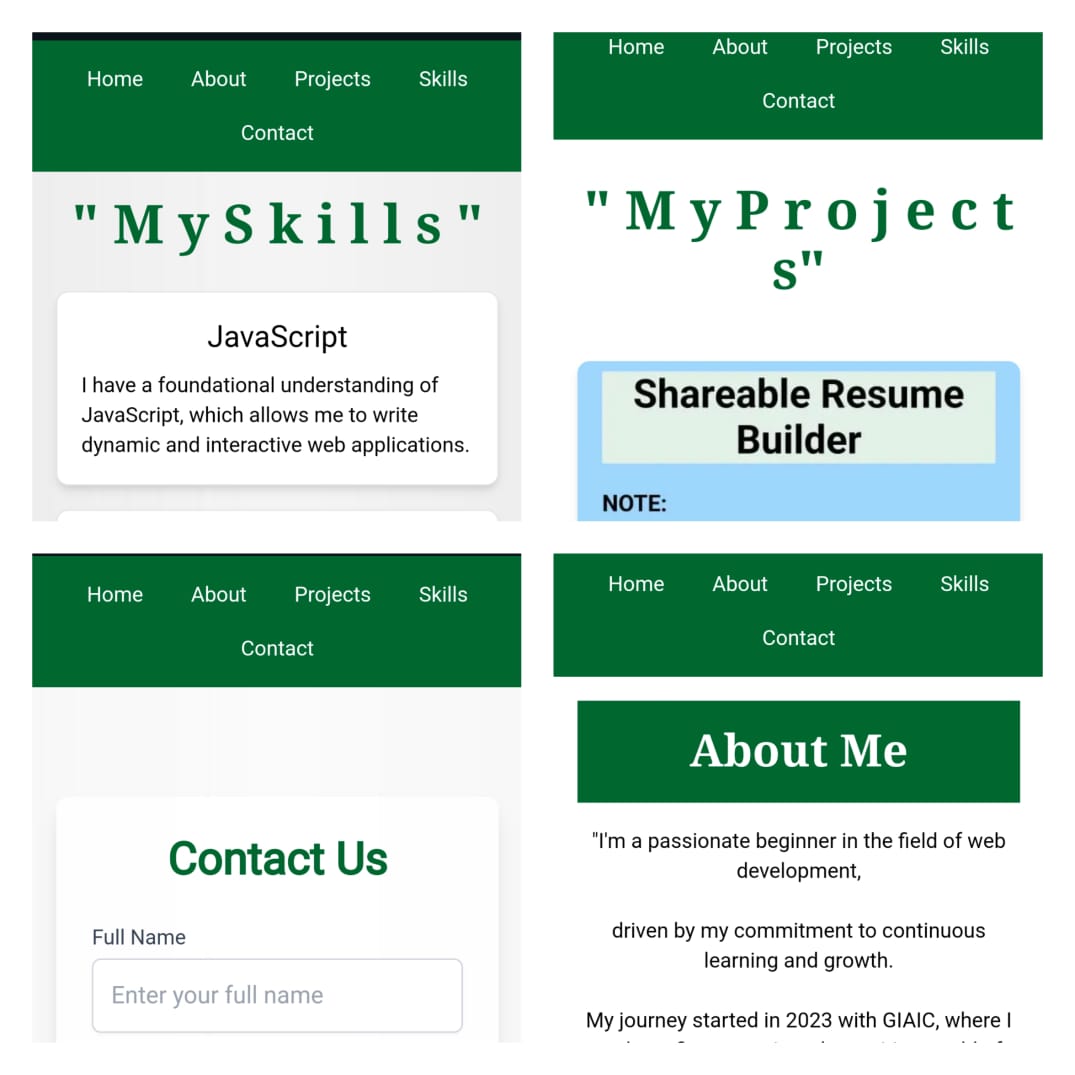 Home About Projects Skills
Contact
" M y S k i l l s "
JavaScript
I have a foundational understanding of
JavaScript, which allows me to write
dynamic and interactive web applications.
Home About Projects Skills
Contact
" M y P r o j e c t
s"
Shareable Resume
Builder
NOTE:
Home About Projects Skills
Contact
Contact Us
Full Name
Enter your full name
Home About Projects Skills
Contact
About Me
"I'm a passionate beginner in the field of web
development,
driven by my commitment to continuous
learning and growth.
My journey started in 2023 with GIAIC, where I